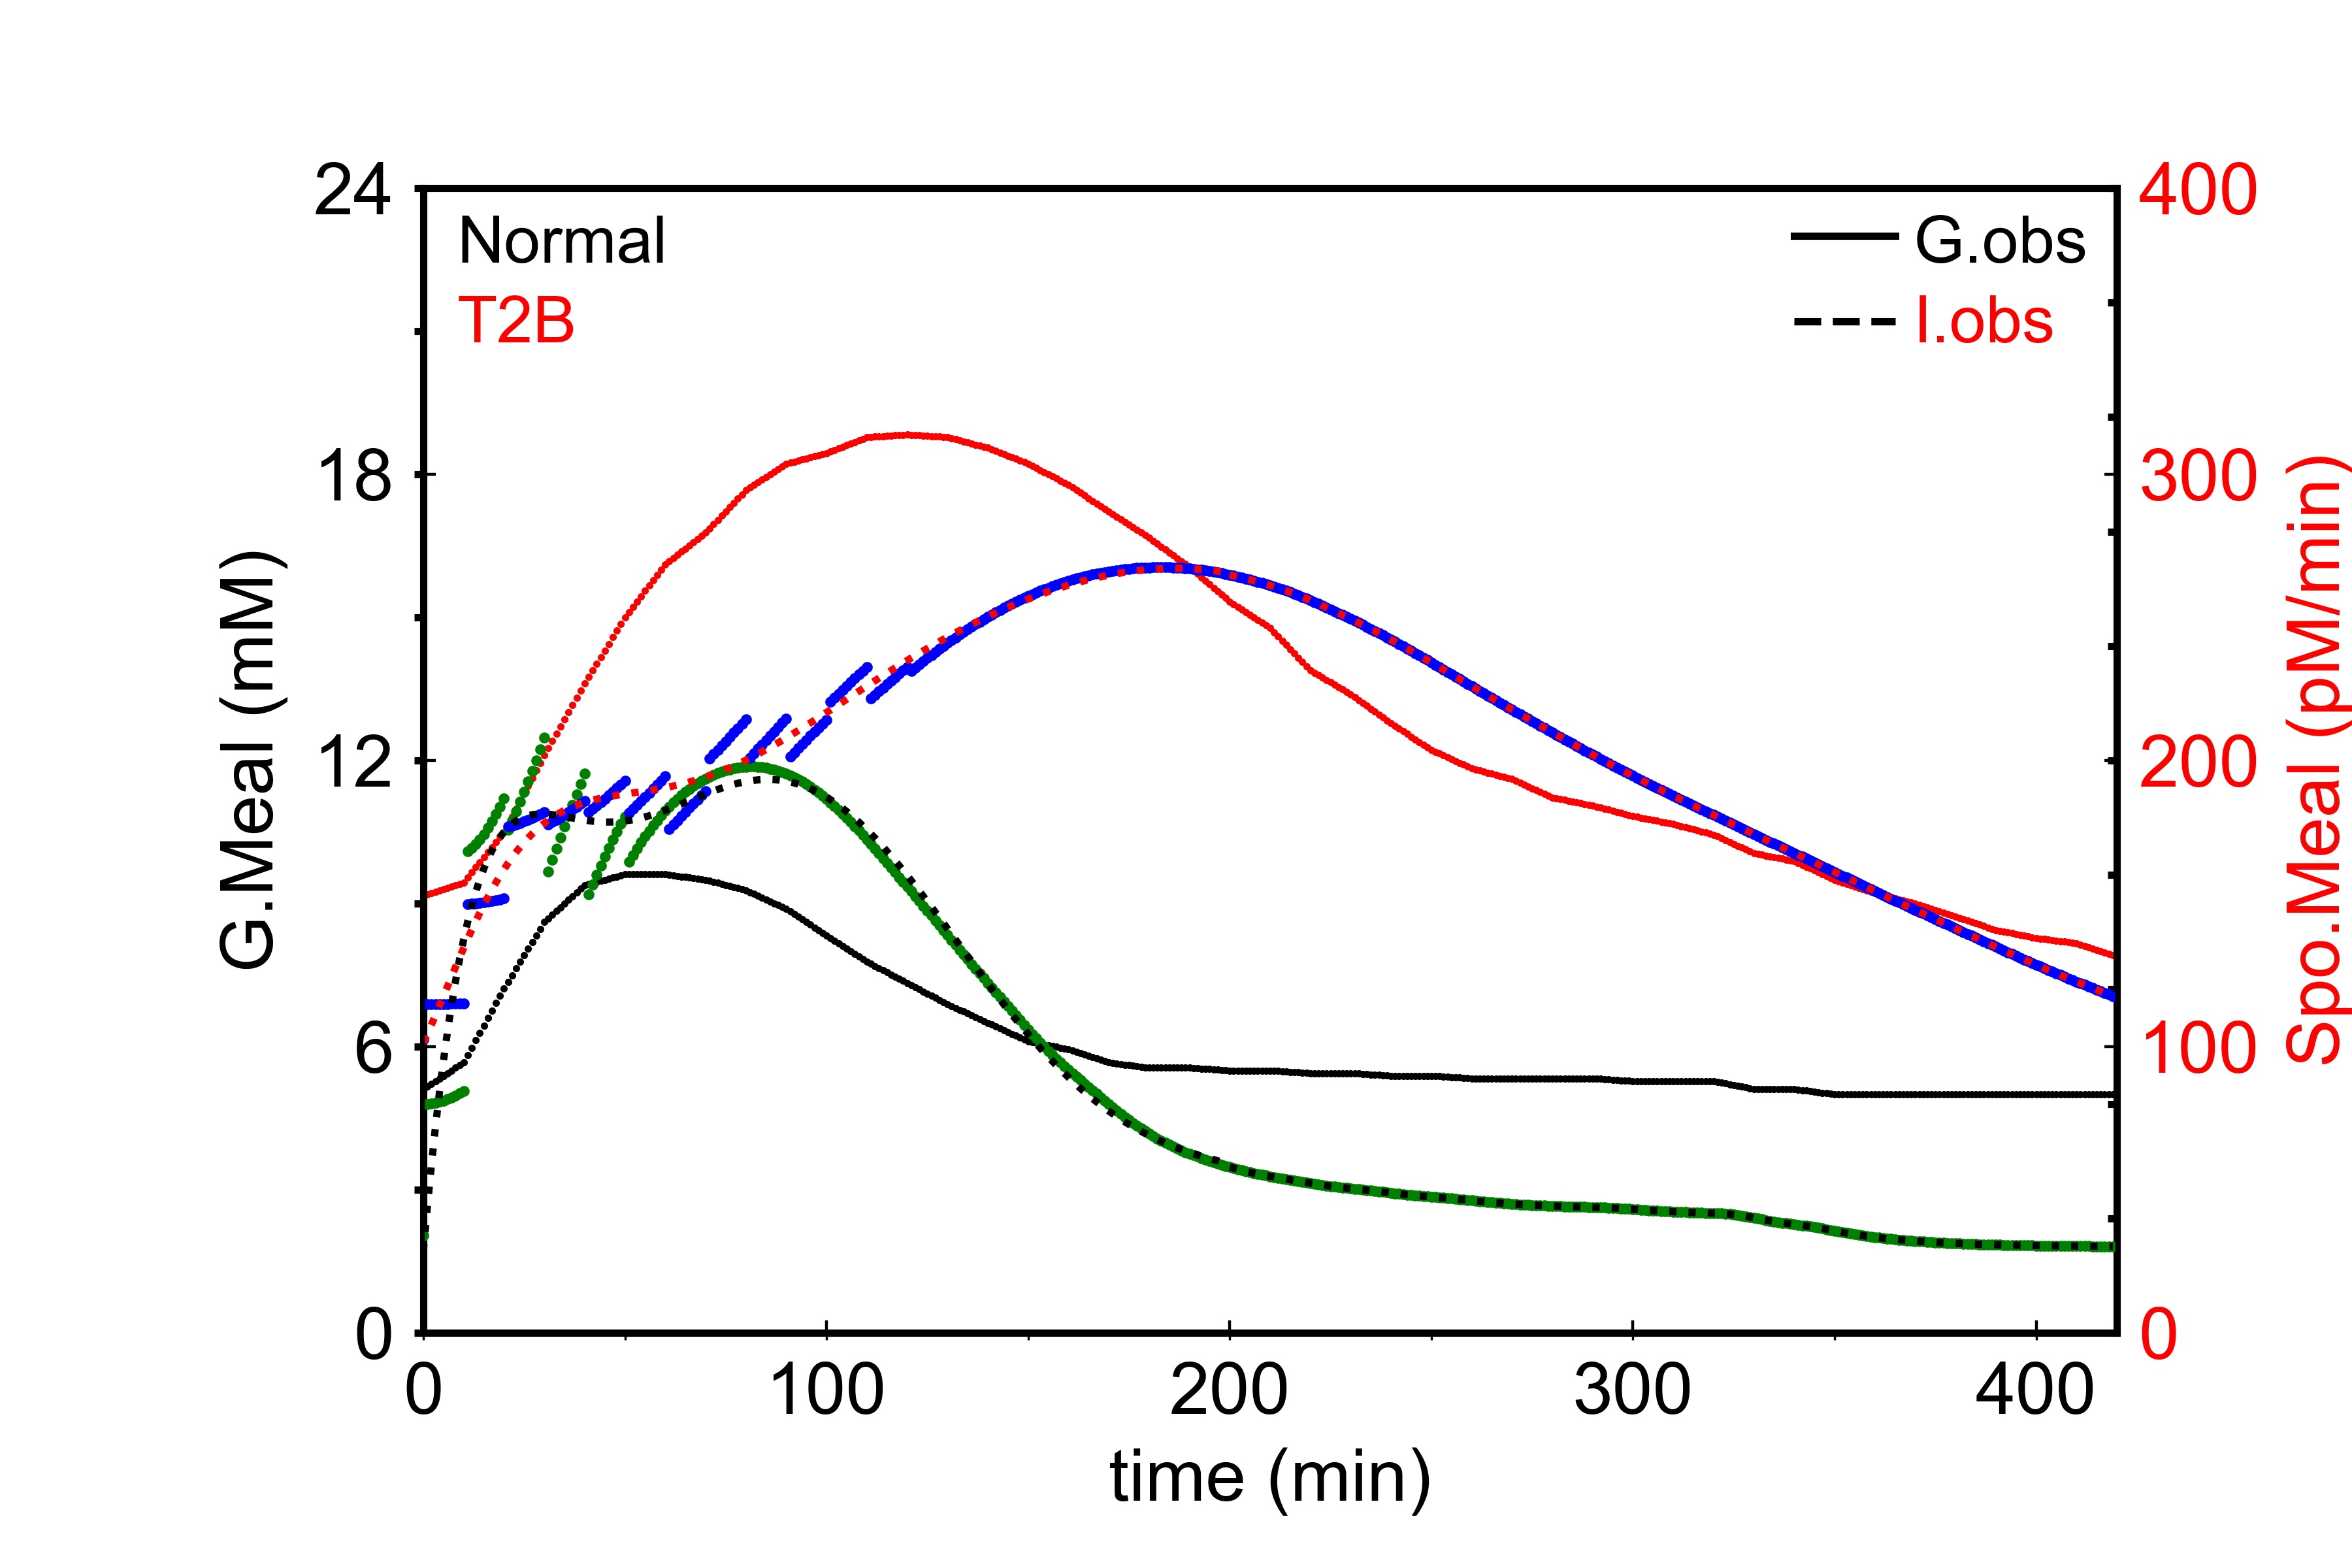 24
18
12
6
0
G.Meal (mM)
Normal
T2B
G.obs
I.obs
400
300
200
100
0
Spo.Meal (pM/min)
0 100 200 300 400
time (min)